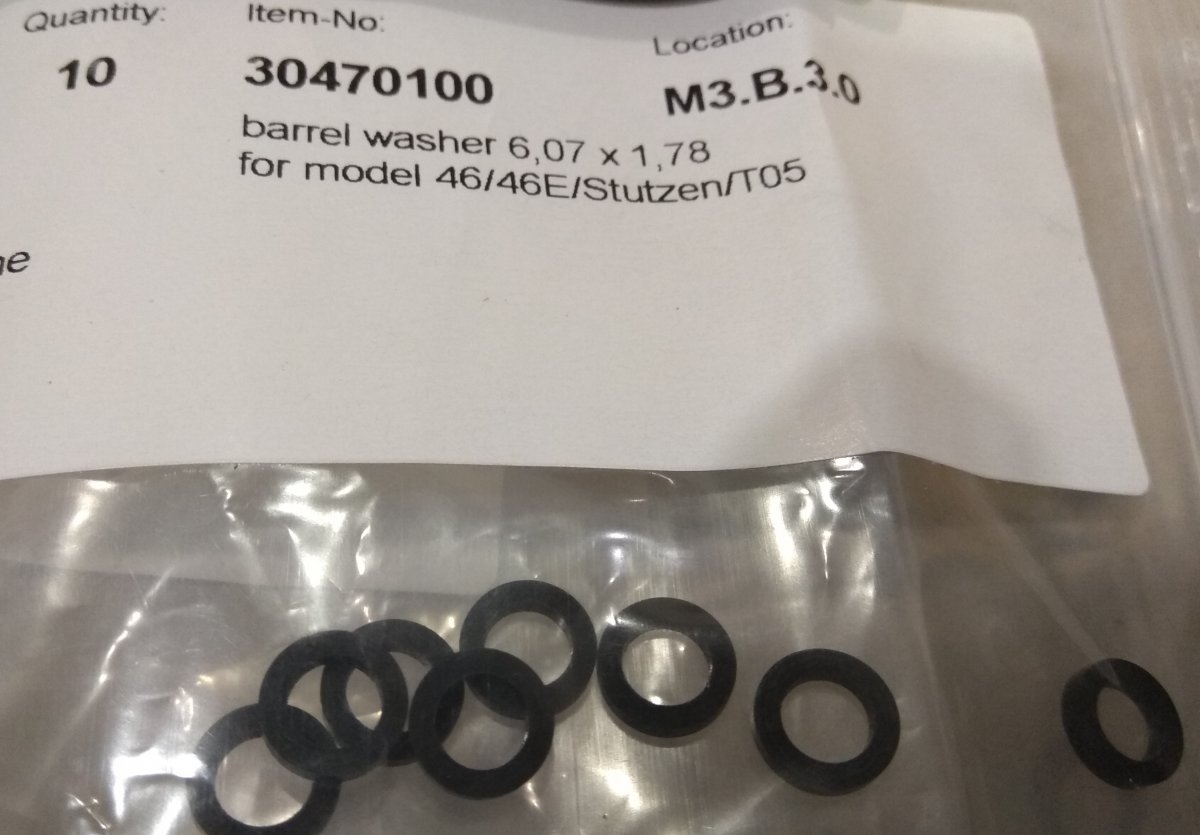 Quantity: Item-No: Location:
10 30470100 M3.B.3.0
barrel washer 6,07 x 1,78
for model 46/46E/Stutzen/T05